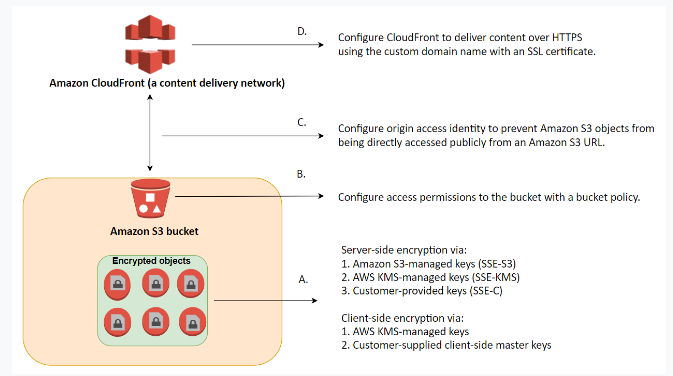 D.
Configure CloudFront to deliver content over HTTPS
using the custom domain name with an SSL certificate.
Amazon CloudFront (a content delivery network)
C.
Configure origin access identity to prevent Amazon S3 objects from
being directly accessed publicly from an Amazon S3 URL.
B.
Configure access permissions to the bucket with a bucket policy.
Amazon S3 bucket
Encrypted objects
A.
Server-side encryption via:
1. Amazon S3-managed keys (SSE-S3)
2. AWS KMS-managed keys (SSE-KMS)
3. Customer-provided keys (SSE-C)
Client-side encryption via:
1. AWS KMS-managed keys
2. Customer-supplied client-side master keys